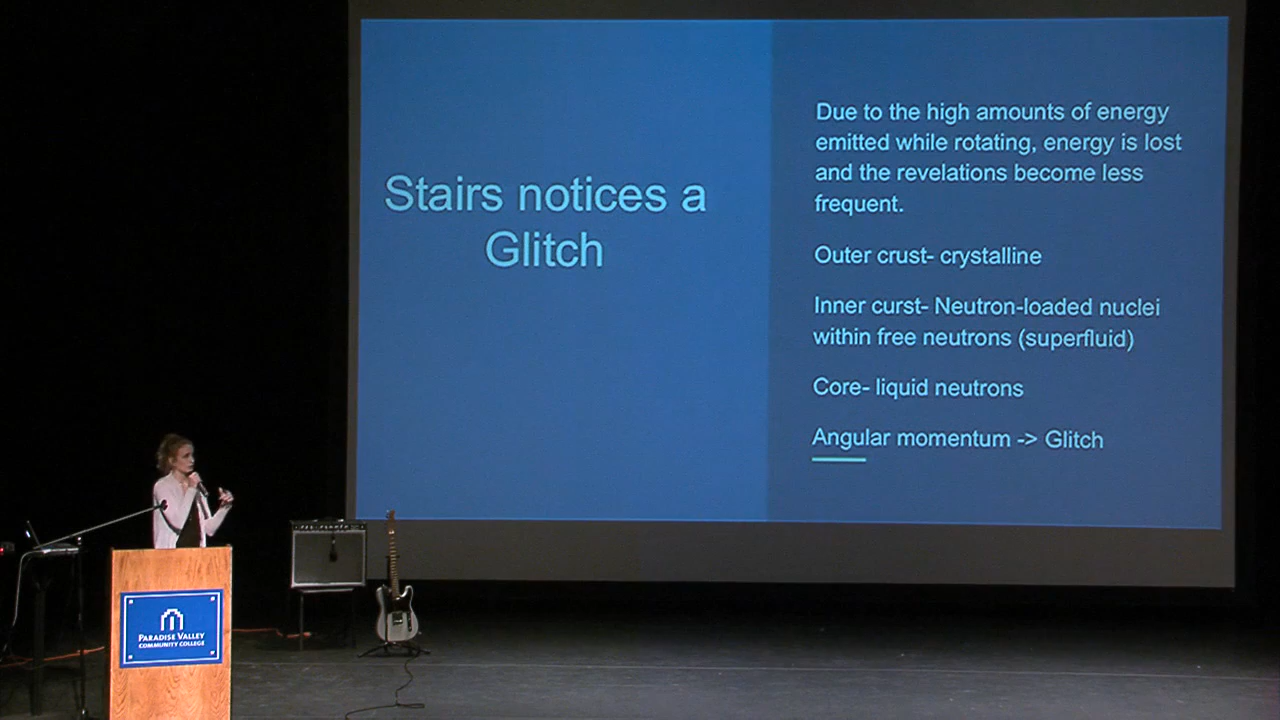 Stairs notices a
Glitch
Due to the high amounts of energy
emitted while rotating, energy is lost
and the revelations become less
frequent.
Outer crust- crystalline
Inner curst- Neutron-loaded nuclei
within free neutrons (superfluid)
Core- liquid neutrons
Angular momentum -> Glitch
PARADISE VALLEY
COMMUNITY COLLEGE